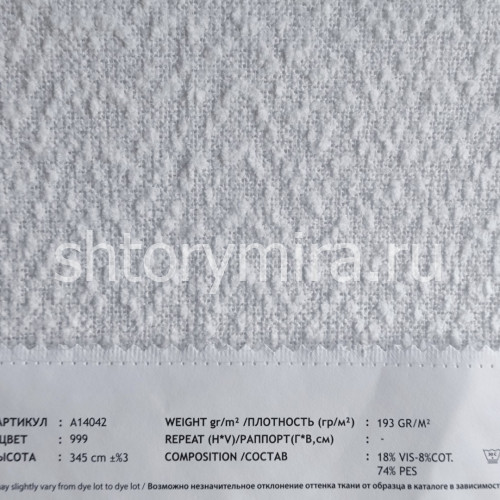 shtorymira.ru
АРТИКУЛ : A14042 WEIGHT gr/m² /ПЛОТНОСТЬ (гр/м²) : 193 GR/M²
ЦВЕТ : 999 REPEAT (H*V)/РАППОРТ(Г*В,см) : -
ЫСОТА : 345 cm ±%3 COMPOSITION /СОСТАВ : 18% VIS-8%COT.
74% PES
ay slightly vary from dye lot to dye lot / Возможно незначительное отклонение оттенка ткани от образца в каталоге в зависимост